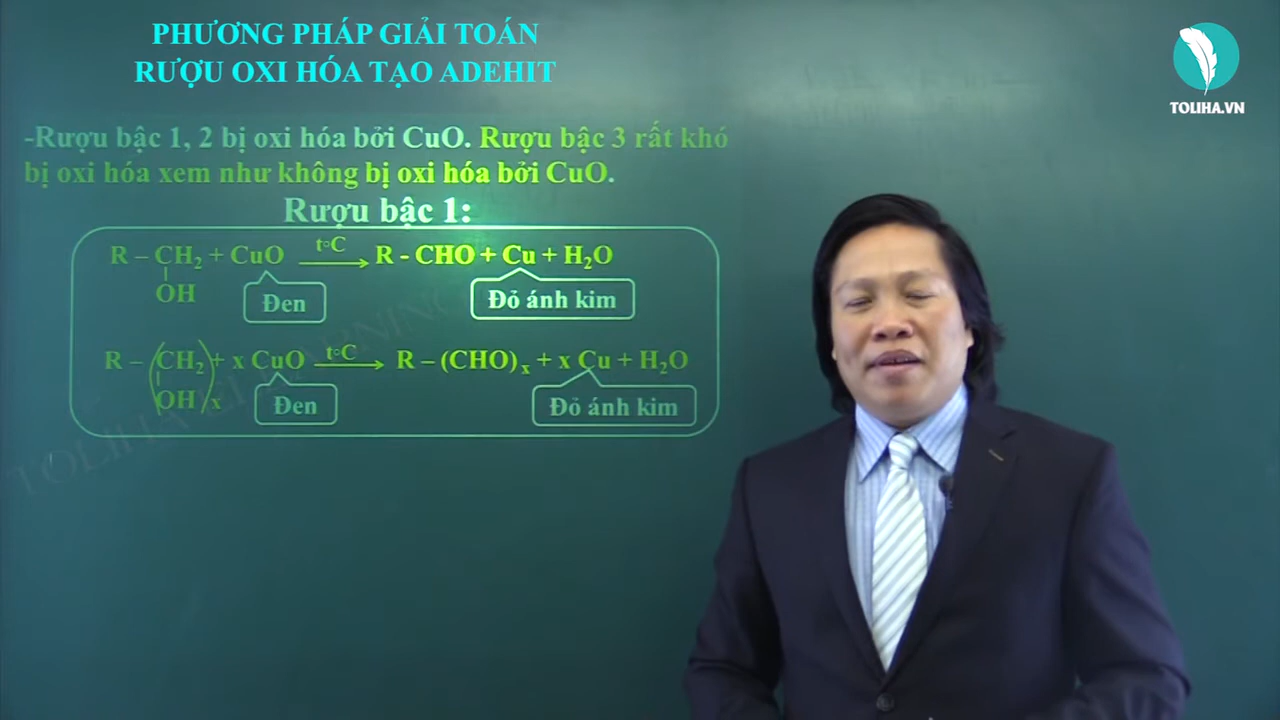 PHƯƠNG PHÁP GIẢI TOÁN
RƯỢU OXI HÓA TẠO ADEHIT
TOLIHA.VN
-Rượu bậc 1, 2 bị oxi hóa bởi CuO. Rượu bậc 3 rất khó
bị oxi hóa xem như không bị oxi hóa bởi CuO.
Rượu bậc 1:
R – CH₂ + CuO t°C → R - CHO + Cu + H₂O
OH
Đen
Đỏ ánh kim
R – (CH₂) + x CuO t°C → R – (CHO)ₓ + x Cu + H₂O
OH x
Đen
Đỏ ánh kim